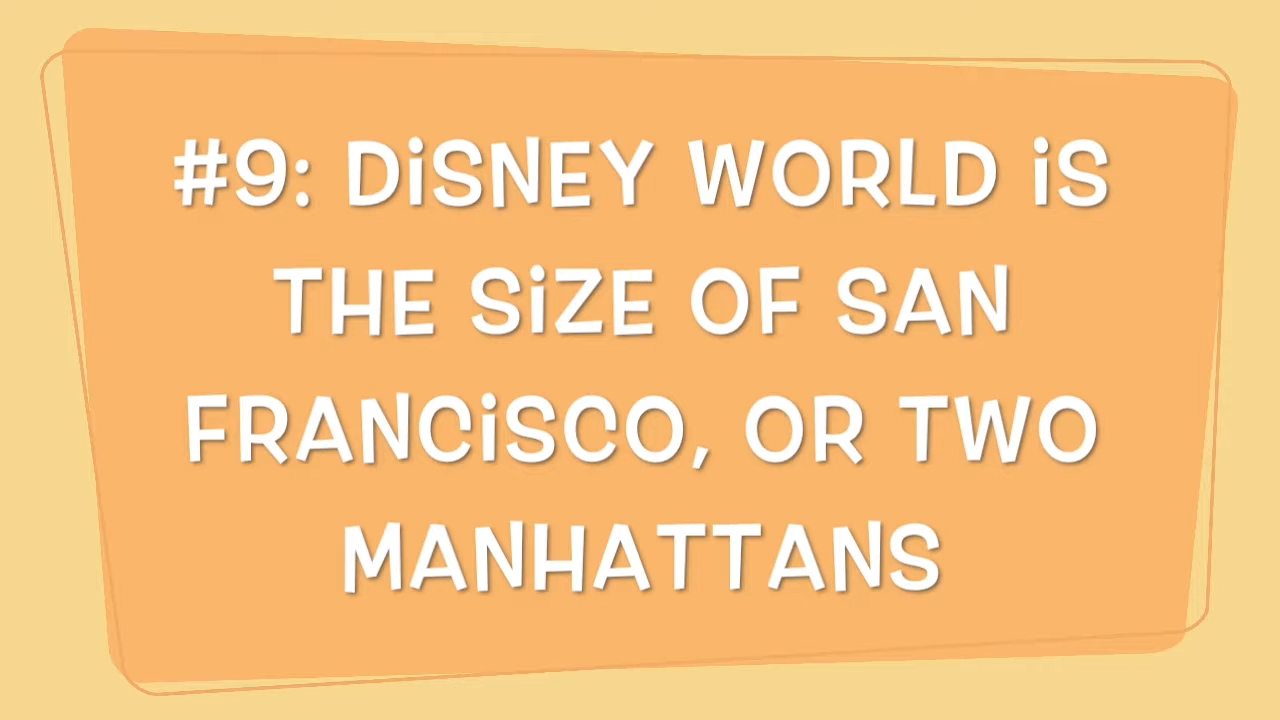 #9: DiSNEY WORLD iS
THE SiZE OF SAN
FRANCiSCO, OR TWO
MANHATTANS